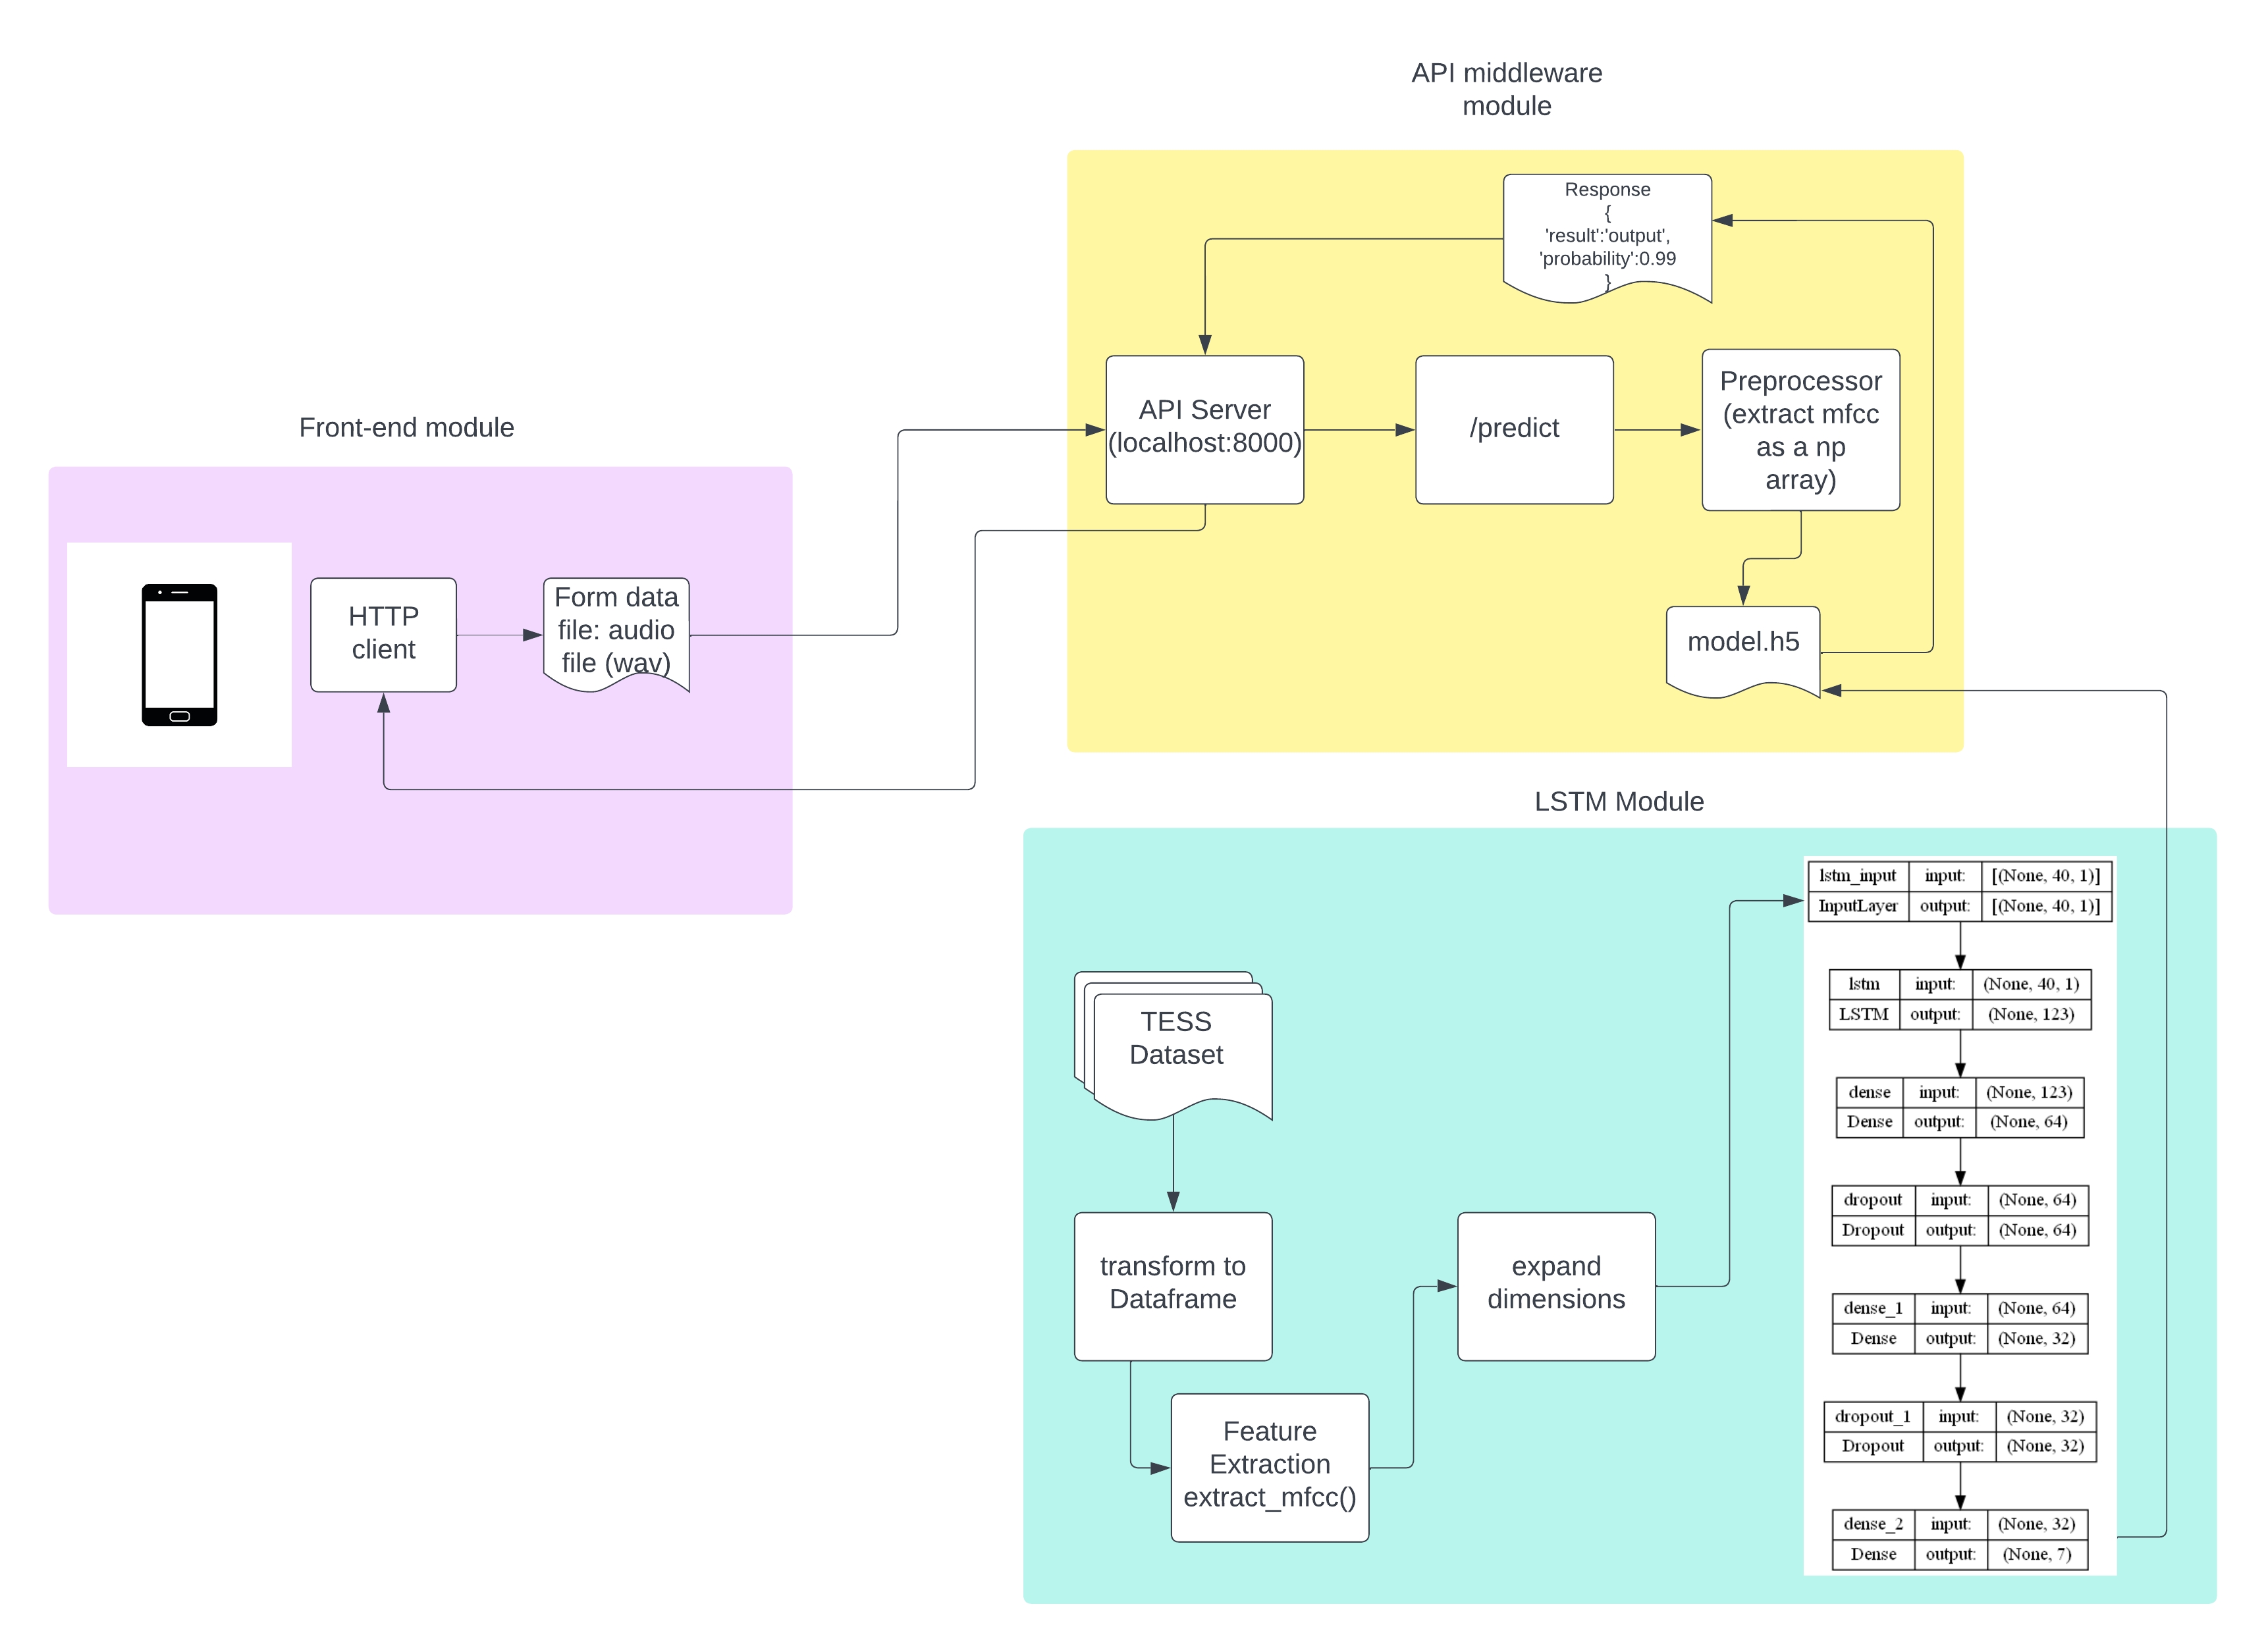 API middleware
module
Response
{
'result':'output',
'probability':0.99
}
API Server
(localhost:8000)
/predict
Preprocessor
(extract mfcc
as a np
array)
model.h5
Front-end module
HTTP
client
Form data
file: audio
file (wav)
LSTM Module
TESS
Dataset
transform to
Dataframe
Feature
Extraction
extract_mfcc()
expand
dimensions
lstm_input input: [(None, 40, 1)]
InputLayer output: [(None, 40, 1)]
lstm input: (None, 40, 1)
LSTM output: (None, 123)
dense input: (None, 123)
Dense output: (None, 64)
dropout input: (None, 64)
Dropout output: (None, 64)
dense_1 input: (None, 64)
Dense output: (None, 32)
dropout_1 input: (None, 32)
Dropout output: (None, 32)
dense_2 input: (None, 32)
Dense output: (None, 7)